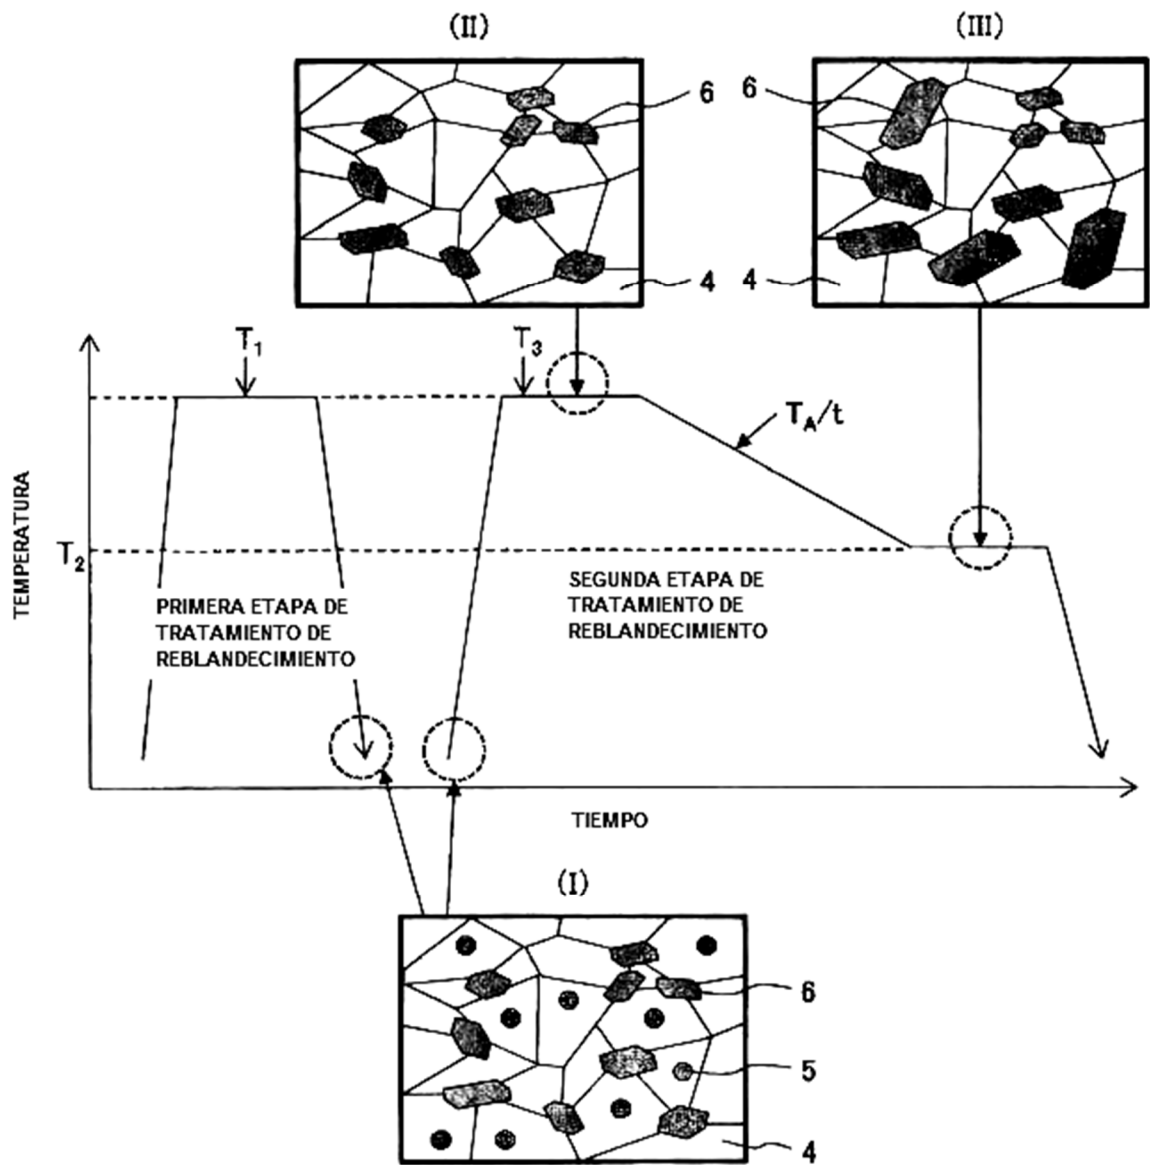 (II)
(III)
6
6
4
4
T1
T3
TA/t
T2
TEMPERATURA
PRIMERA ETAPA DE
TRATAMIENTO DE
REBLANDECIMIENTO
SEGUNDA ETAPA DE
TRATAMIENTO DE
REBLANDECIMIENTO
TIEMPO
(I)
6
5
4